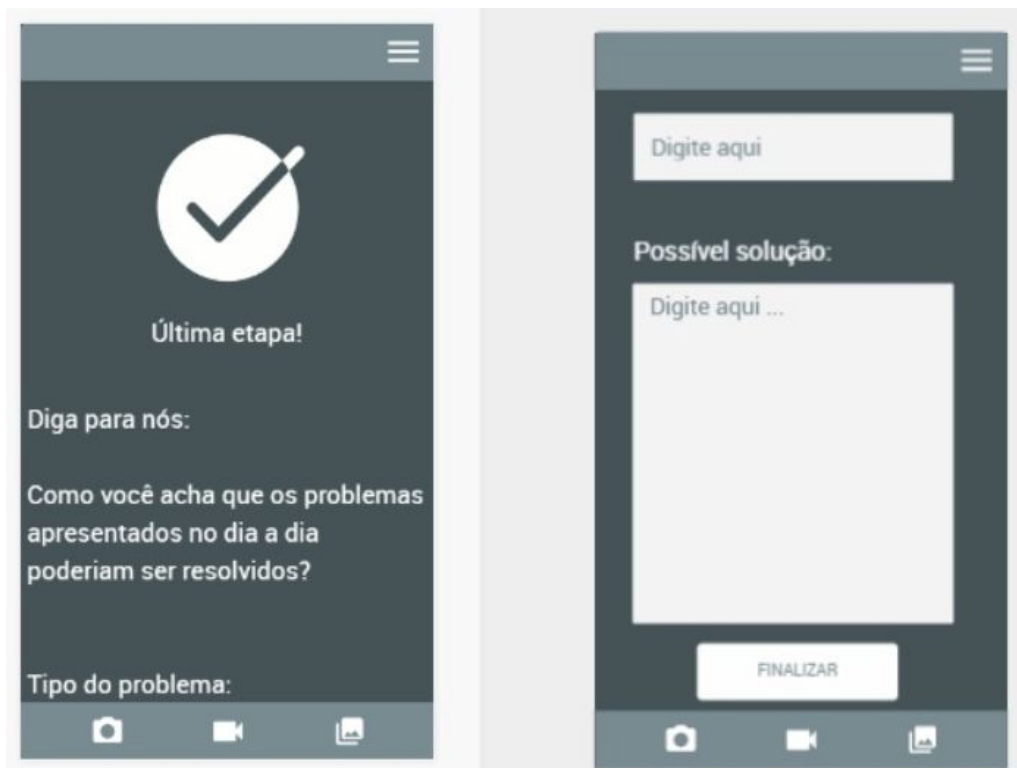 Última etapa!
Diga para nós:
Como você acha que os problemas
apresentados no dia a dia
poderiam ser resolvidos?
Tipo do problema:
Digite aqui
Possível solução:
Digite aqui ...
FINALIZAR